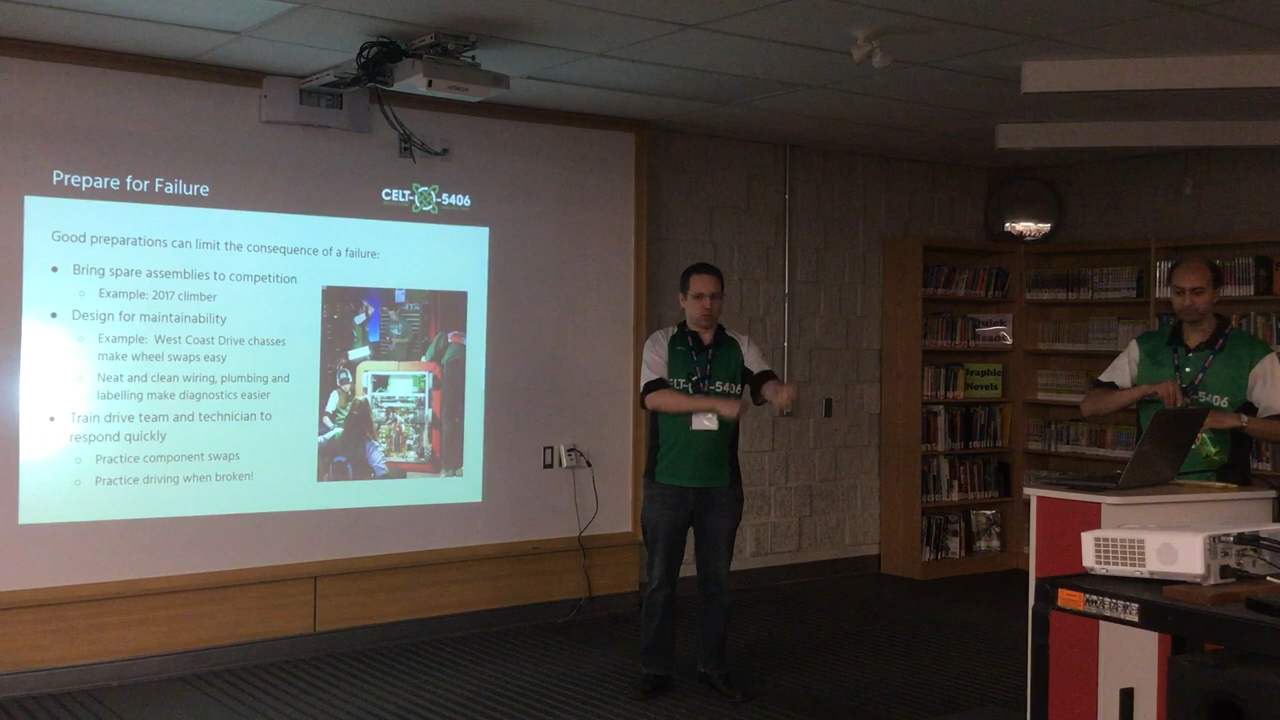 HITACHI
Prepare for Failure
CELT-X-5406
Good preparations can limit the consequence of a failure:
● Bring spare assemblies to competition
○ Example: 2017 climber
● Design for maintainability
○ Example: West Coast Drive chasses
make wheel swaps easy
○ Neat and clean wiring, plumbing and
labelling make diagnostics easier
● Train drive team and technician to
respond quickly
○ Practice component swaps
○ Practice driving when broken!
Quick
Reads
Graphic
Novels
CELT-X-5406
-5406